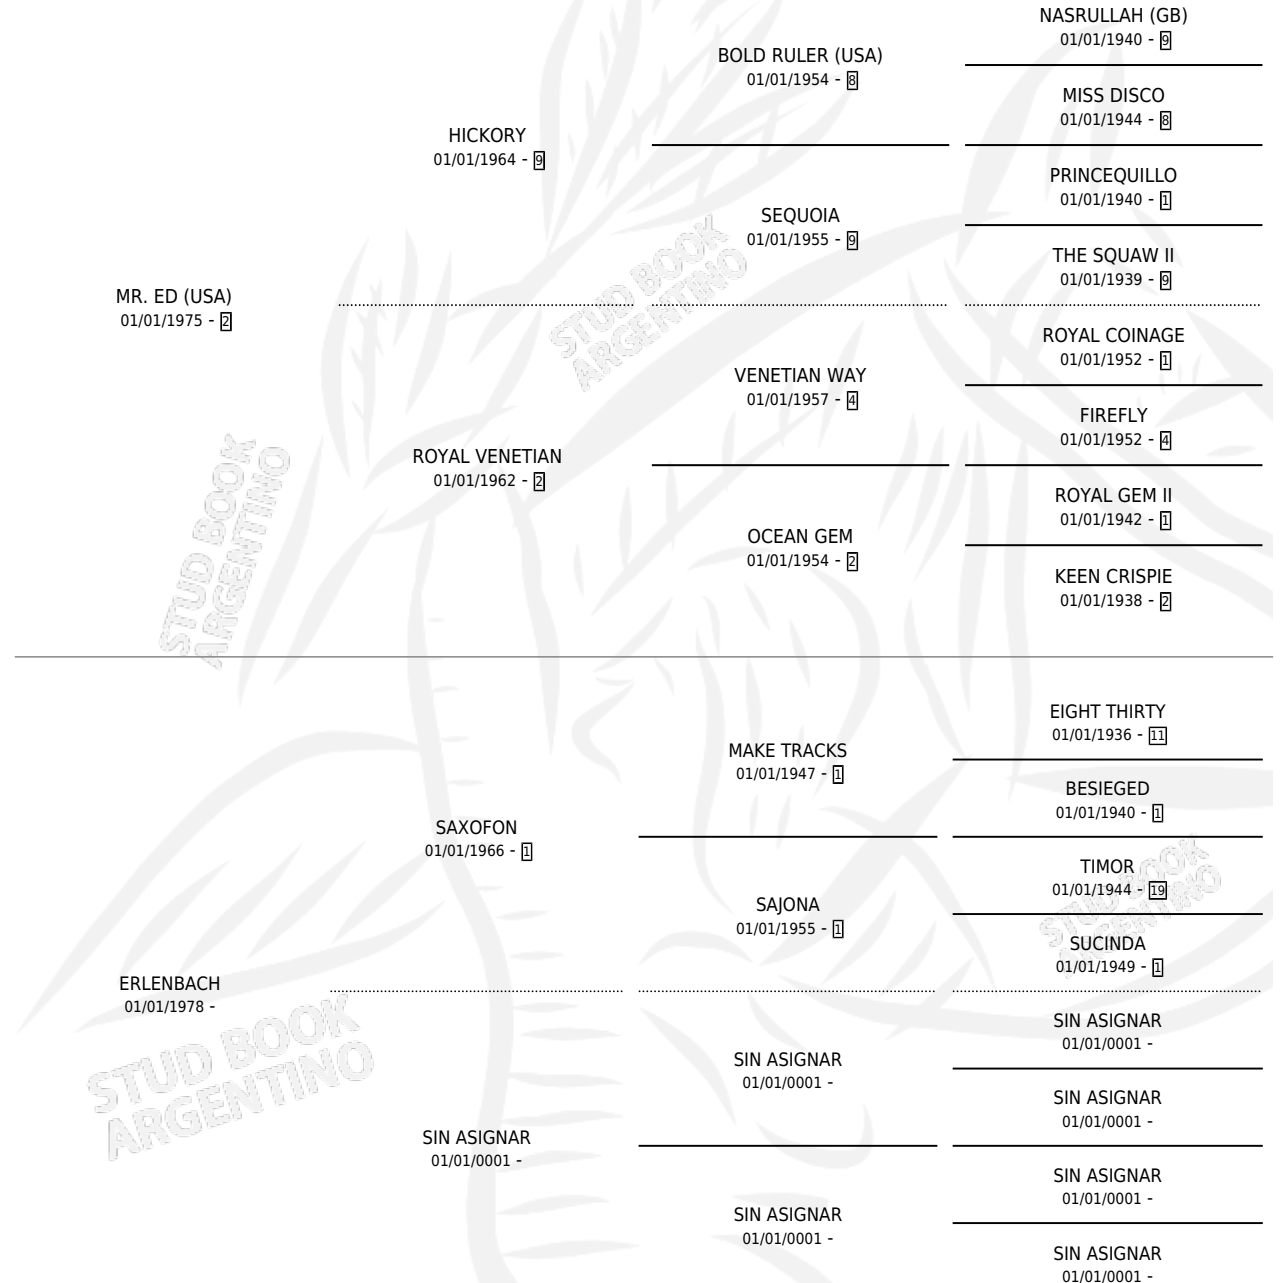 NASRULLAH (GB)
01/01/1940 - 9
BOLD RULER (USA)
01/01/1954 - 8
MISS DISCO
01/01/1944 - 8
HICKORY
01/01/1964 - 9
PRINCEQUILLO
01/01/1940 - 1
SEQUOIA
01/01/1955 - 9
THE SQUAW II
01/01/1939 - 9
MR. ED (USA)
01/01/1975 - 2
ROYAL COINAGE
01/01/1952 - 1
VENETIAN WAY
01/01/1957 - 4
FIREFLY
01/01/1952 - 4
ROYAL VENETIAN
01/01/1962 - 2
ROYAL GEM II
01/01/1942 - 1
OCEAN GEM
01/01/1954 - 2
KEEN CRISPIE
01/01/1938 - 2
EIGHT THIRTY
01/01/1936 - 11
MAKE TRACKS
01/01/1947 - 1
BESIEGED
01/01/1940 - 1
SAXOFON
01/01/1966 - 1
TIMOR
01/01/1944 - 19
SAJONA
01/01/1955 - 1
SUCINDA
01/01/1949 - 1
ERLENBACH
01/01/1978 -
SIN ASIGNAR
01/01/0001 -
SIN ASIGNAR
01/01/0001 -
SIN ASIGNAR
01/01/0001 -
SIN ASIGNAR
01/01/0001 -
SIN ASIGNAR
01/01/0001 -
SIN ASIGNAR
01/01/0001 -
SIN ASIGNAR
01/01/0001 -
STUD BOOK
ARGENTINO
STUD BOOK
ARGENTINO
STUD BOOK
ARGENTINO
STUD BOOK
ARGENTINO